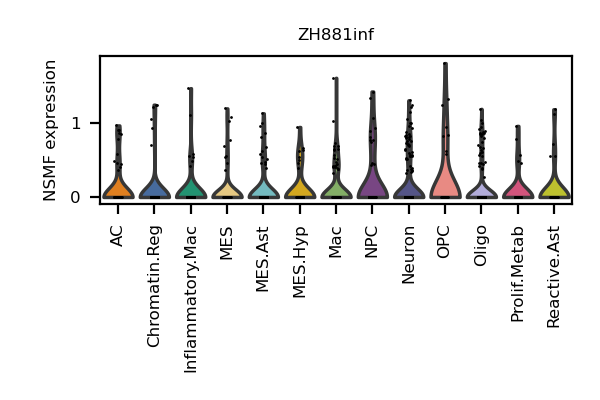 ZH881inf
NSMF expression
1
0
AC
Chromatin.Reg
Inflammatory.Mac
MES
MES.Ast
MES.Hyp
Mac
NPC
Neuron
OPC
Oligo
Prolif.Metab
Reactive.Ast